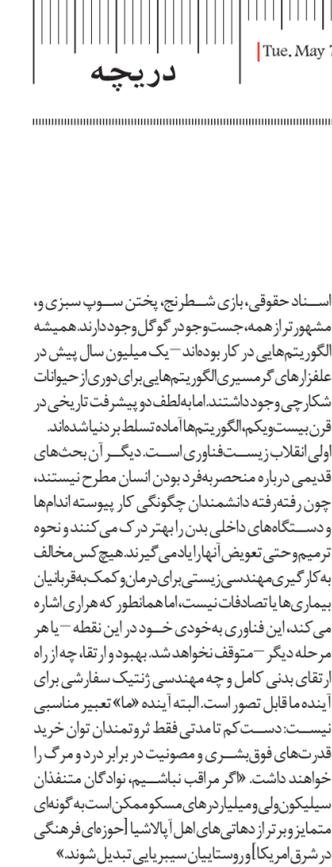 Tue. May 7
دریچه
اسناد حقوقی، بازی شطرنج، پختن سوپ سبزی و،
مشهورتر از همه، جست‌وجو در گوگل وجود دارند. همیشه
الگوریتم‌هایی در کار بوده‌اند – یک میلیون سال پیش در
علفزارهای گرمسیری الگوریتم‌هایی برای دوری از حیوانات
شکارچی وجود داشتند. اما به‌لطف دو پیشرفت تاریخی در
قرن بیست‌ویکم، الگوریتم‌ها آماده تسلط بر دنیا شده‌اند.
اولی انقلاب زیست‌فناوری است. دیگر آن بحث‌های
قدیمی درباره منحصربه‌فرد بودن انسان مطرح نیستند،
چون رفته‌رفته دانشمندان چگونگی کار پیوسته اندام‌ها
و دستگاه‌های داخلی بدن را بهتر درک می‌کنند و نحوه
ترمیم و حتی تعویض آنها را یاد می‌گیرند. هیچ‌کس مخالف
به‌کارگیری مهندسی زیستی برای درمان و کمک به قربانیان
بیماری‌ها یا تصادفات نیست، اما همانطور که هراری اشاره
می‌کند، این فناوری به‌خودی خود در این نقطه – یا هر
مرحله دیگر – متوقف نخواهد شد. بهبود و ارتقا، چه از راه
ارتقای بدنی کامل و چه مهندسی ژنتیک سفارشی برای
آینده ما قابل تصور است. البته آینده «ما» تعبیر مناسبی
نیست: دست‌کم تا مدتی فقط ثروتمندان توان خرید
قدرت‌های فوق‌بشری و مصونیت در برابر درد و مرگ را
خواهند داشت. «اگر مراقب نباشیم، نوادگان متنفذان
سیلیکون‌ولی و میلیاردرهای مسکو ممکن است به گونه‌ای
متمایز و برتر از دهاتی‌های اهل آپالاشیا [حوزه‌ای فرهنگی
در شرق امریکا] و روستاییان سیبریایی تبدیل شوند.»